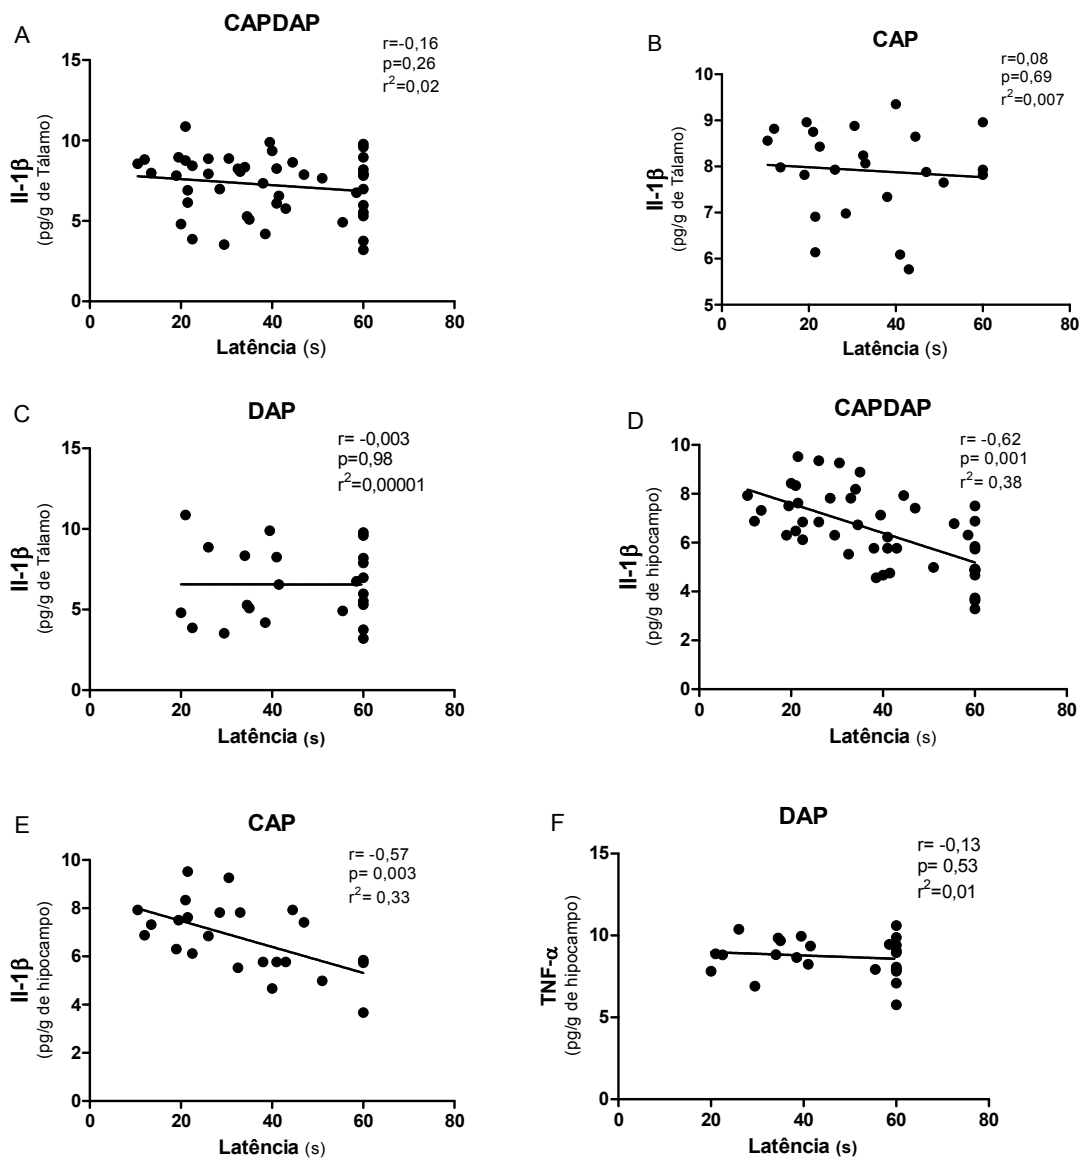 A
CAPDAP
r=-0,16
p=0,26
r²=0,02
15
10
5
0
Il-1β
(pg/g de Tálamo)
0 20 40 60 80
Latência (s)
B
CAP
r=0,08
p=0,69
r²=0,007
10
9
8
7
6
5
Il-1β
(pg/g de Tálamo)
0 20 40 60 80
Latência (s)
C
DAP
r= -0,003
p=0,98
r²=0,00001
15
10
5
0
Il-1β
(pg/g de Tálamo)
0 20 40 60 80
Latência (s)
D
CAPDAP
r= -0,62
p= 0,001
r²= 0,38
10
8
6
4
2
0
Il-1β
(pg/g de hipocampo)
0 20 40 60 80
Latência (s)
E
CAP
r= -0,57
p= 0,003
r²= 0,33
10
8
6
4
2
0
Il-1β
(pg/g de hipocampo)
0 20 40 60 80
Latência (s)
F
DAP
r= -0,13
p= 0,53
r²=0,01
15
10
5
0
TNF-α
(pg/g de hipocampo)
0 20 40 60 80
Latência (s)